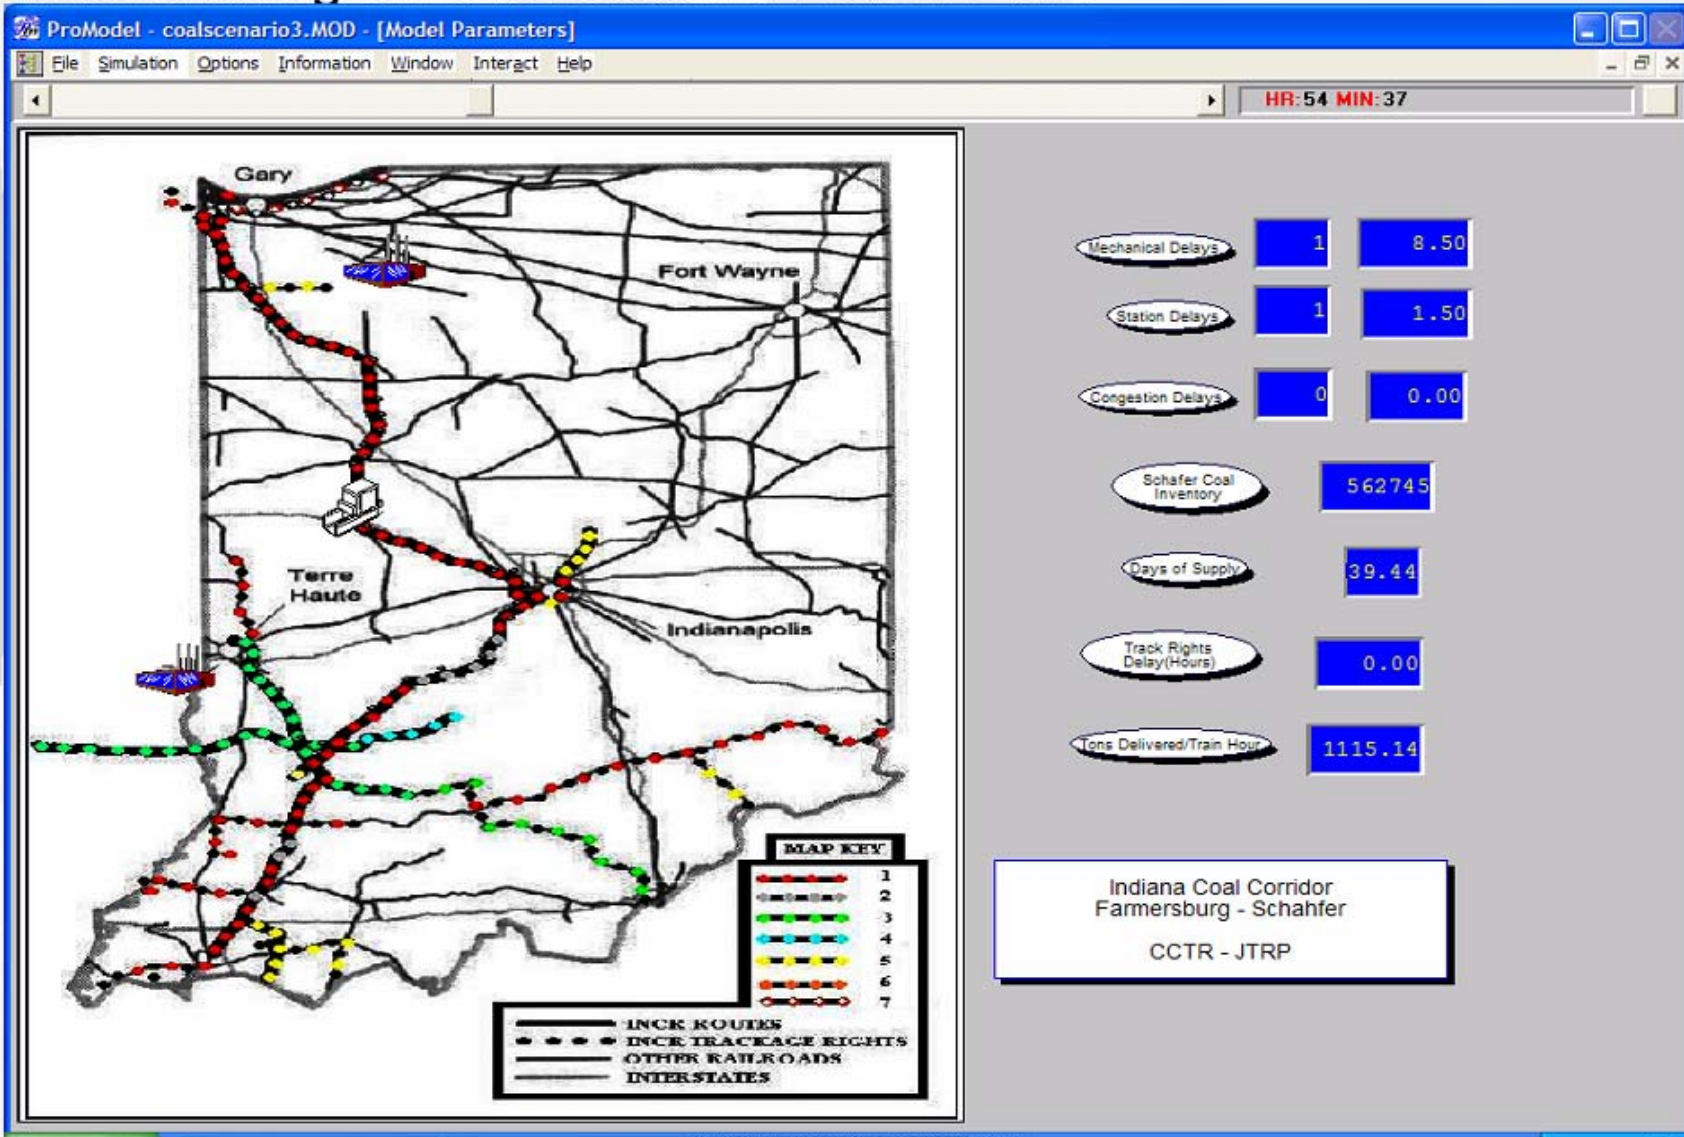 ProModel - coalscenario3.MOD - [Model Parameters]
File Simulation Options Information Window Interact Help
HR:54 MIN:37
Gary
Fort Wayne
Terre
Haute
Indianapolis
MAP KEY
1
2
3
4
5
6
7
INCR ROUTES
INCR TRACKAGE RIGHTS
OTHER RAILROADS
INTERSTATES
Mechanical Delays 1 8.50
Station Delays 1 1.50
Congestion Delays 0 0.00
Schafer Coal
Inventory
562745
Days of Supply 39.44
Track Rights
Delay(Hours)
0.00
Tons Delivered/Train Hour 1115.14
Indiana Coal Corridor
Farmersburg - Schahfer
CCTR - JTRP